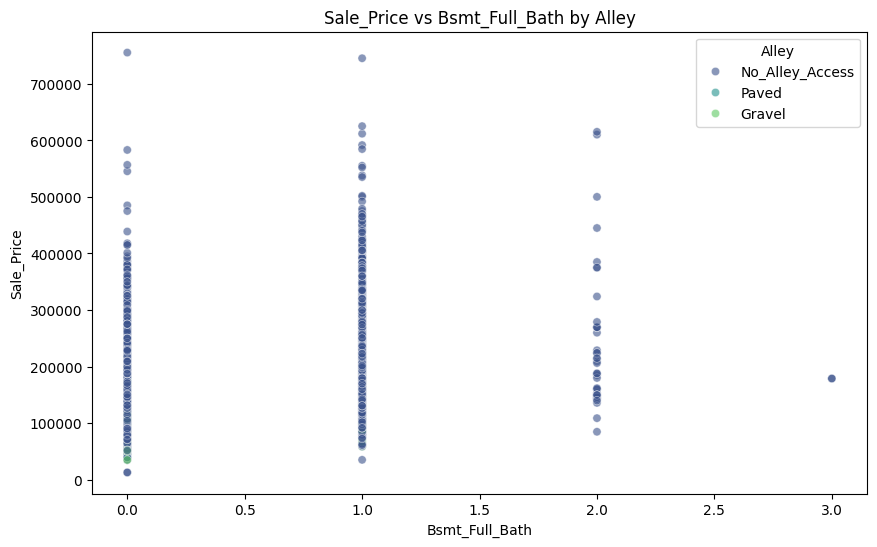 Sale_Price vs Bsmt_Full_Bath by Alley
Alley
No_Alley_Access
Paved
Gravel
Sale_Price
700000
600000
500000
400000
300000
200000
100000
0
0.0
0.5
1.0
1.5
2.0
2.5
3.0
Bsmt_Full_Bath